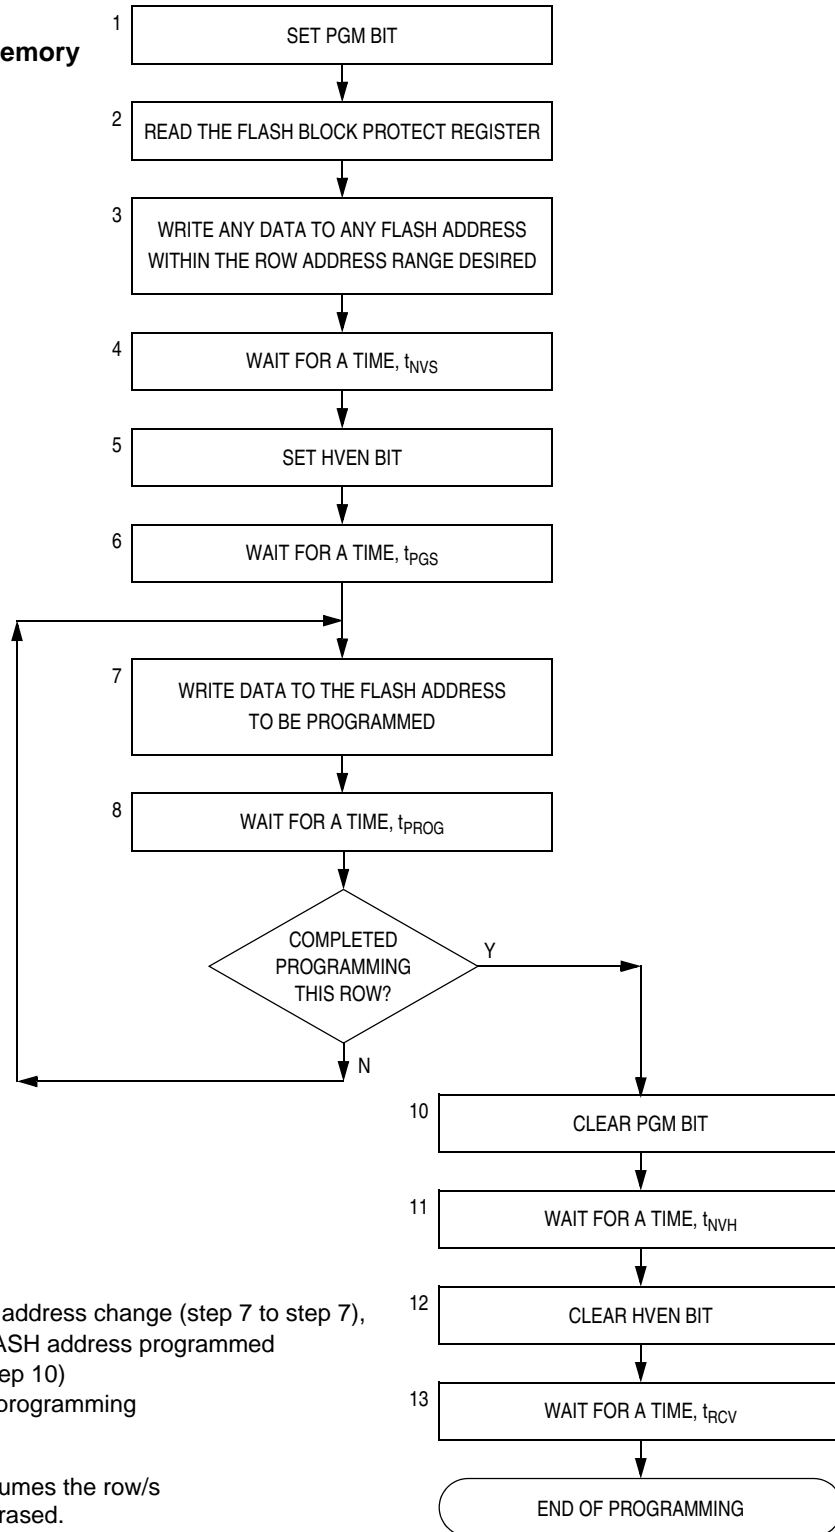 1
SET PGM BIT
emory
2
READ THE FLASH BLOCK PROTECT REGISTER
3
WRITE ANY DATA TO ANY FLASH ADDRESS
WITHIN THE ROW ADDRESS RANGE DESIRED
4
WAIT FOR A TIME, tNVS
5
SET HVEN BIT
6
WAIT FOR A TIME, tPGS
7
WRITE DATA TO THE FLASH ADDRESS
TO BE PROGRAMMED
8
WAIT FOR A TIME, tPROG
COMPLETED
PROGRAMMING
THIS ROW?
Y
N
10
CLEAR PGM BIT
11
WAIT FOR A TIME, tNVH
12
CLEAR HVEN BIT
13
WAIT FOR A TIME, tRCV
END OF PROGRAMMING
address change (step 7 to step 7),
ASH address programmed
ep 10)
programming
umes the row/s
rased.